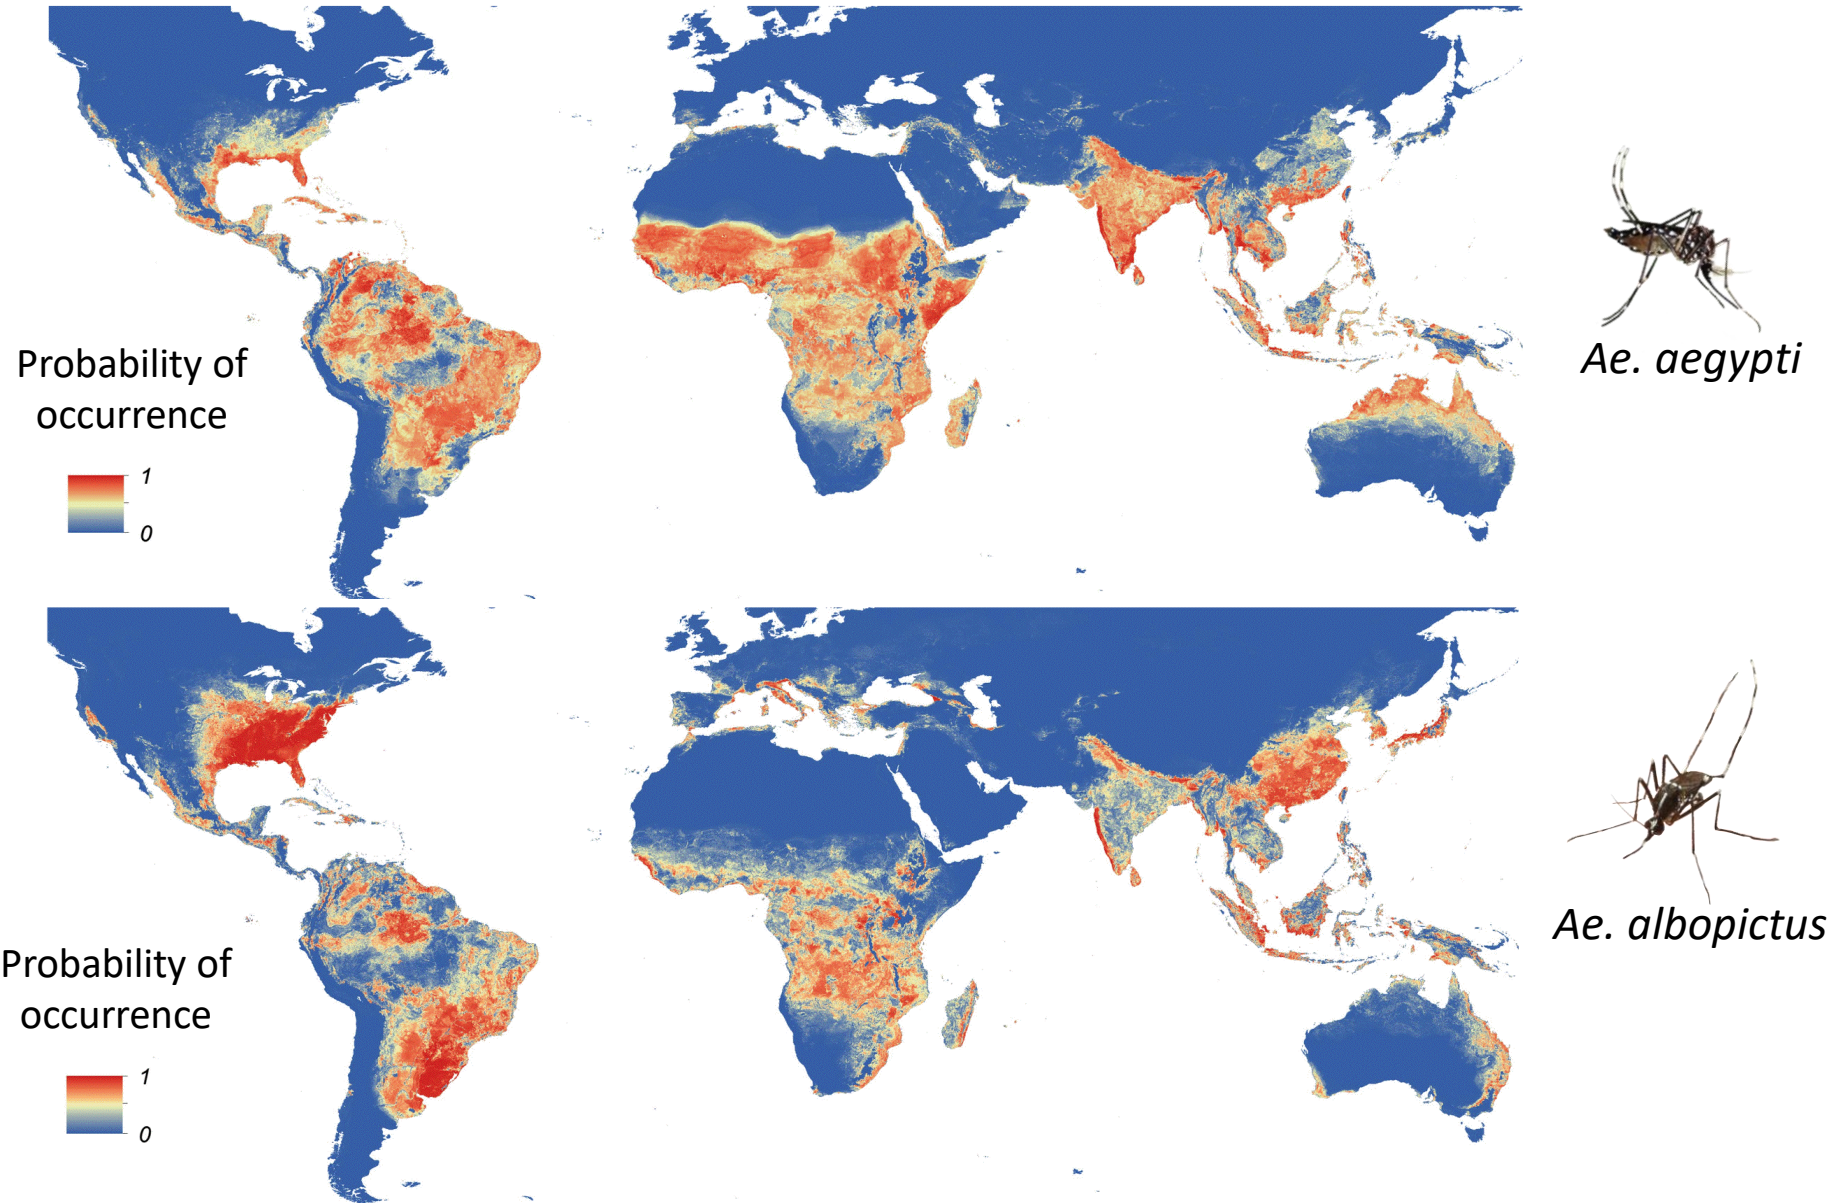 Ae. aegypti
Probability of
occurrence
1
0
Ae. albopictus
Probability of
occurrence
1
0